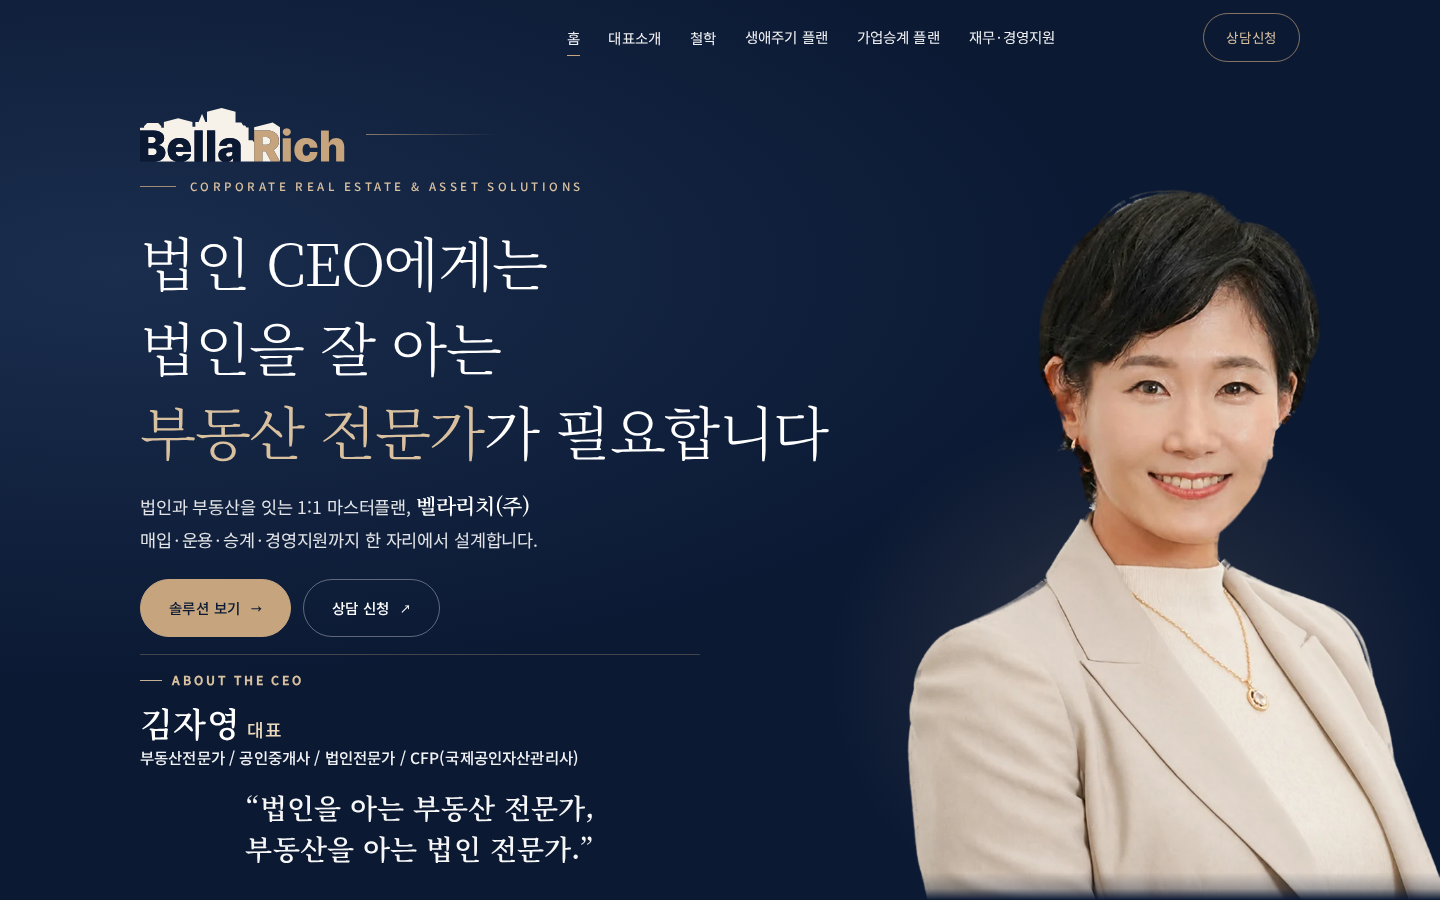 홈 대표소개 철학 생애주기 플랜 가업승계 플랜 재무·경영지원 상담신청
Bella Rich
CORPORATE REAL ESTATE & ASSET SOLUTIONS
법인 CEO에게는
법인을 잘 아는
부동산 전문가가 필요합니다
법인과 부동산을 잇는 1:1 마스터플랜, 벨라리치(주)
매입·운용·승계·경영지원까지 한 자리에서 설계합니다.
솔루션 보기 → 상담 신청 ↗
ABOUT THE CEO
김자영 대표
부동산전문가 / 공인중개사 / 법인전문가 / CFP(국제공인자산관리사)
“법인을 아는 부동산 전문가,
부동산을 아는 법인 전문가.”